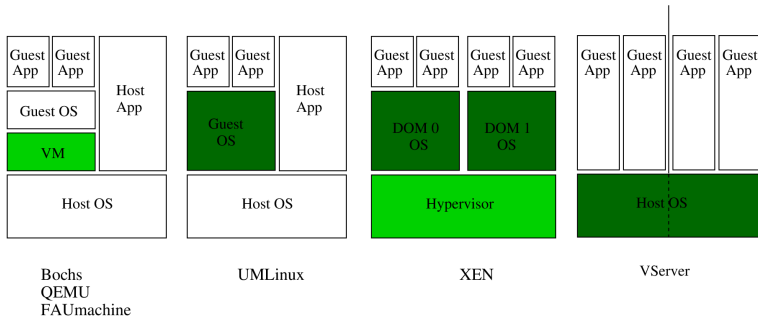 Guest App
Guest App
Host App
Guest OS
VM
Host OS
Bochs
QEMU
FAUmachine
Guest App
Guest App
Host App
Guest OS
Host OS
UMLinux
Guest App
Guest App
Guest App
Guest App
DOM 0 OS
DOM 1 OS
Hypervisor
XEN
Guest App
Guest App
Guest App
Guest App
Host OS
VServer